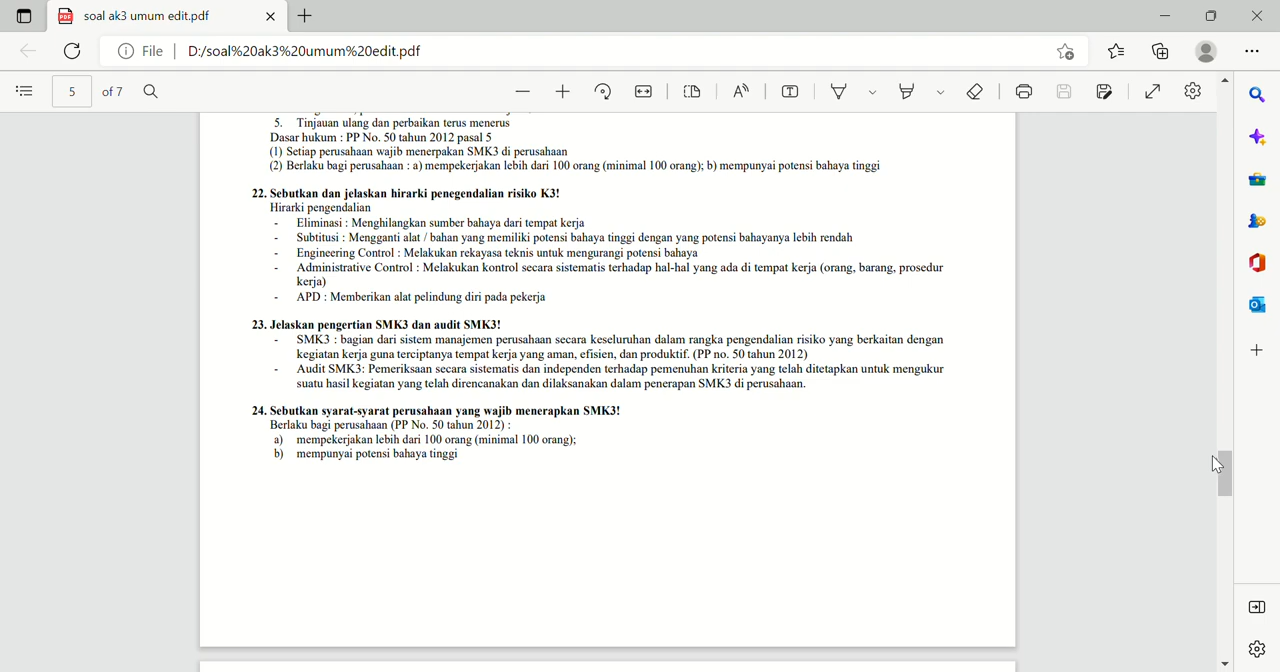 soal ak3 umum edit.pdf
File
D:/soal%20ak3%20umum%20edit.pdf
5 of 7
5. Tinjauan ulang dan perbaikan terus menerus
Dasar hukum : PP No. 50 tahun 2012 pasal 5
(1) Setiap perusahaan wajib menerpakan SMK3 di perusahaan
(2) Berlaku bagi perusahaan : a) mempekerjakan lebih dari 100 orang (minimal 100 orang); b) mempunyai potensi bahaya tinggi
22. Sebutkan dan jelaskan hirarki penegendalian risiko K3!
Hirarki pengendalian
- Eliminasi : Menghilangkan sumber bahaya dari tempat kerja
- Subtitusi : Mengganti alat / bahan yang memiliki potensi bahaya tinggi dengan yang potensi bahayanya lebih rendah
- Engineering Control : Melakukan rekayasa teknis untuk mengurangi potensi bahaya
- Administrative Control : Melakukan kontrol secara sistematis terhadap hal-hal yang ada di tempat kerja (orang, barang, prosedur
kerja)
- APD : Memberikan alat pelindung diri pada pekerja
23. Jelaskan pengertian SMK3 dan audit SMK3!
- SMK3 : bagian dari sistem manajemen perusahaan secara keseluruhan dalam rangka pengendalian risiko yang berkaitan dengan
kegiatan kerja guna terciptanya tempat kerja yang aman, efisien, dan produktif. (PP no. 50 tahun 2012)
- Audit SMK3: Pemeriksaan secara sistematis dan independen terhadap pemenuhan kriteria yang telah ditetapkan untuk mengukur
suatu hasil kegiatan yang telah direncanakan dan dilaksanakan dalam penerapan SMK3 di perusahaan.
24. Sebutkan syarat-syarat perusahaan yang wajib menerapkan SMK3!
Berlaku bagi perusahaan (PP No. 50 tahun 2012) :
a) mempekerjakan lebih dari 100 orang (minimal 100 orang);
b) mempunyai potensi bahaya tinggi